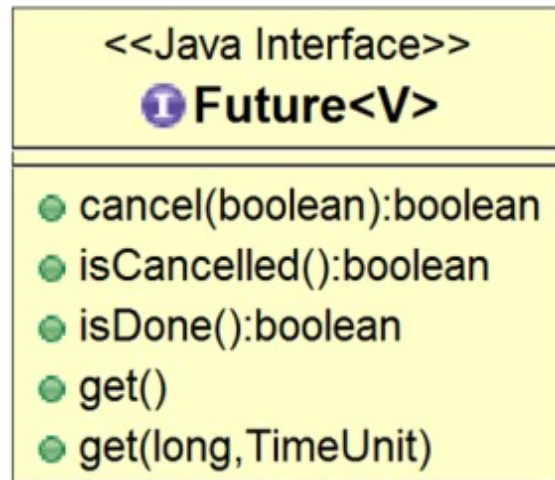 <<Java Interface>>
I Future<V>
cancel(boolean):boolean
isCancelled():boolean
isDone():boolean
get()
get(long,TimeUnit)